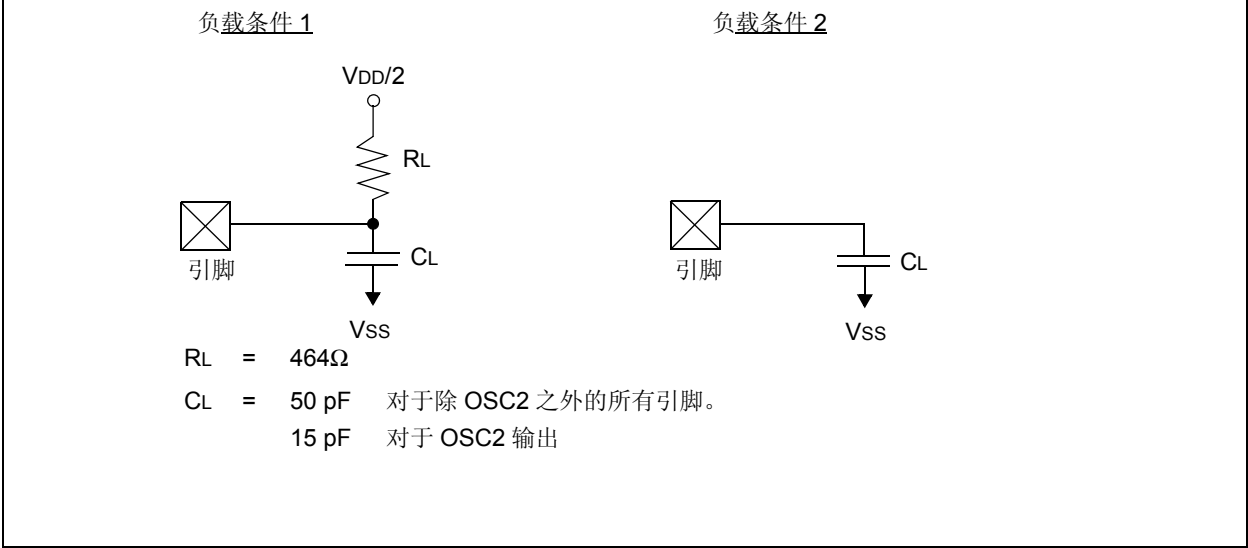 负载条件 1
负载条件 2
VDD/2
RL
CL
引脚
VSS
CL
引脚
VSS
RL = 464Ω
CL = 50 pF 对于除 OSC2 之外的所有引脚。
15 pF 对于 OSC2 输出